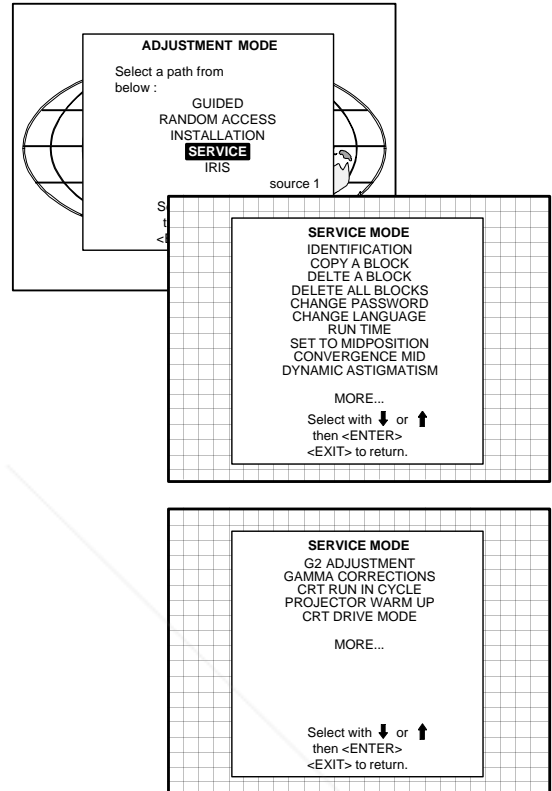 ADJUSTMENT MODE
Select a path from
below :
GUIDED
RANDOM ACCESS
INSTALLATION
SERVICE
IRIS
source 1
SERVICE MODE
IDENTIFICATION
COPY A BLOCK
DELTE A BLOCK
DELETE ALL BLOCKS
CHANGE PASSWORD
CHANGE LANGUAGE
RUN TIME
SET TO MIDPOSITION
CONVERGENCE MID
DYNAMIC ASTIGMATISM
MORE...
Select with ⬇ or ⬆
then <ENTER>
<EXIT> to return.
SERVICE MODE
G2 ADJUSTMENT
GAMMA CORRECTIONS
CRT RUN IN CYCLE
PROJECTOR WARM UP
CRT DRIVE MODE
MORE...
Select with ⬇ or ⬆
then <ENTER>
<EXIT> to return.